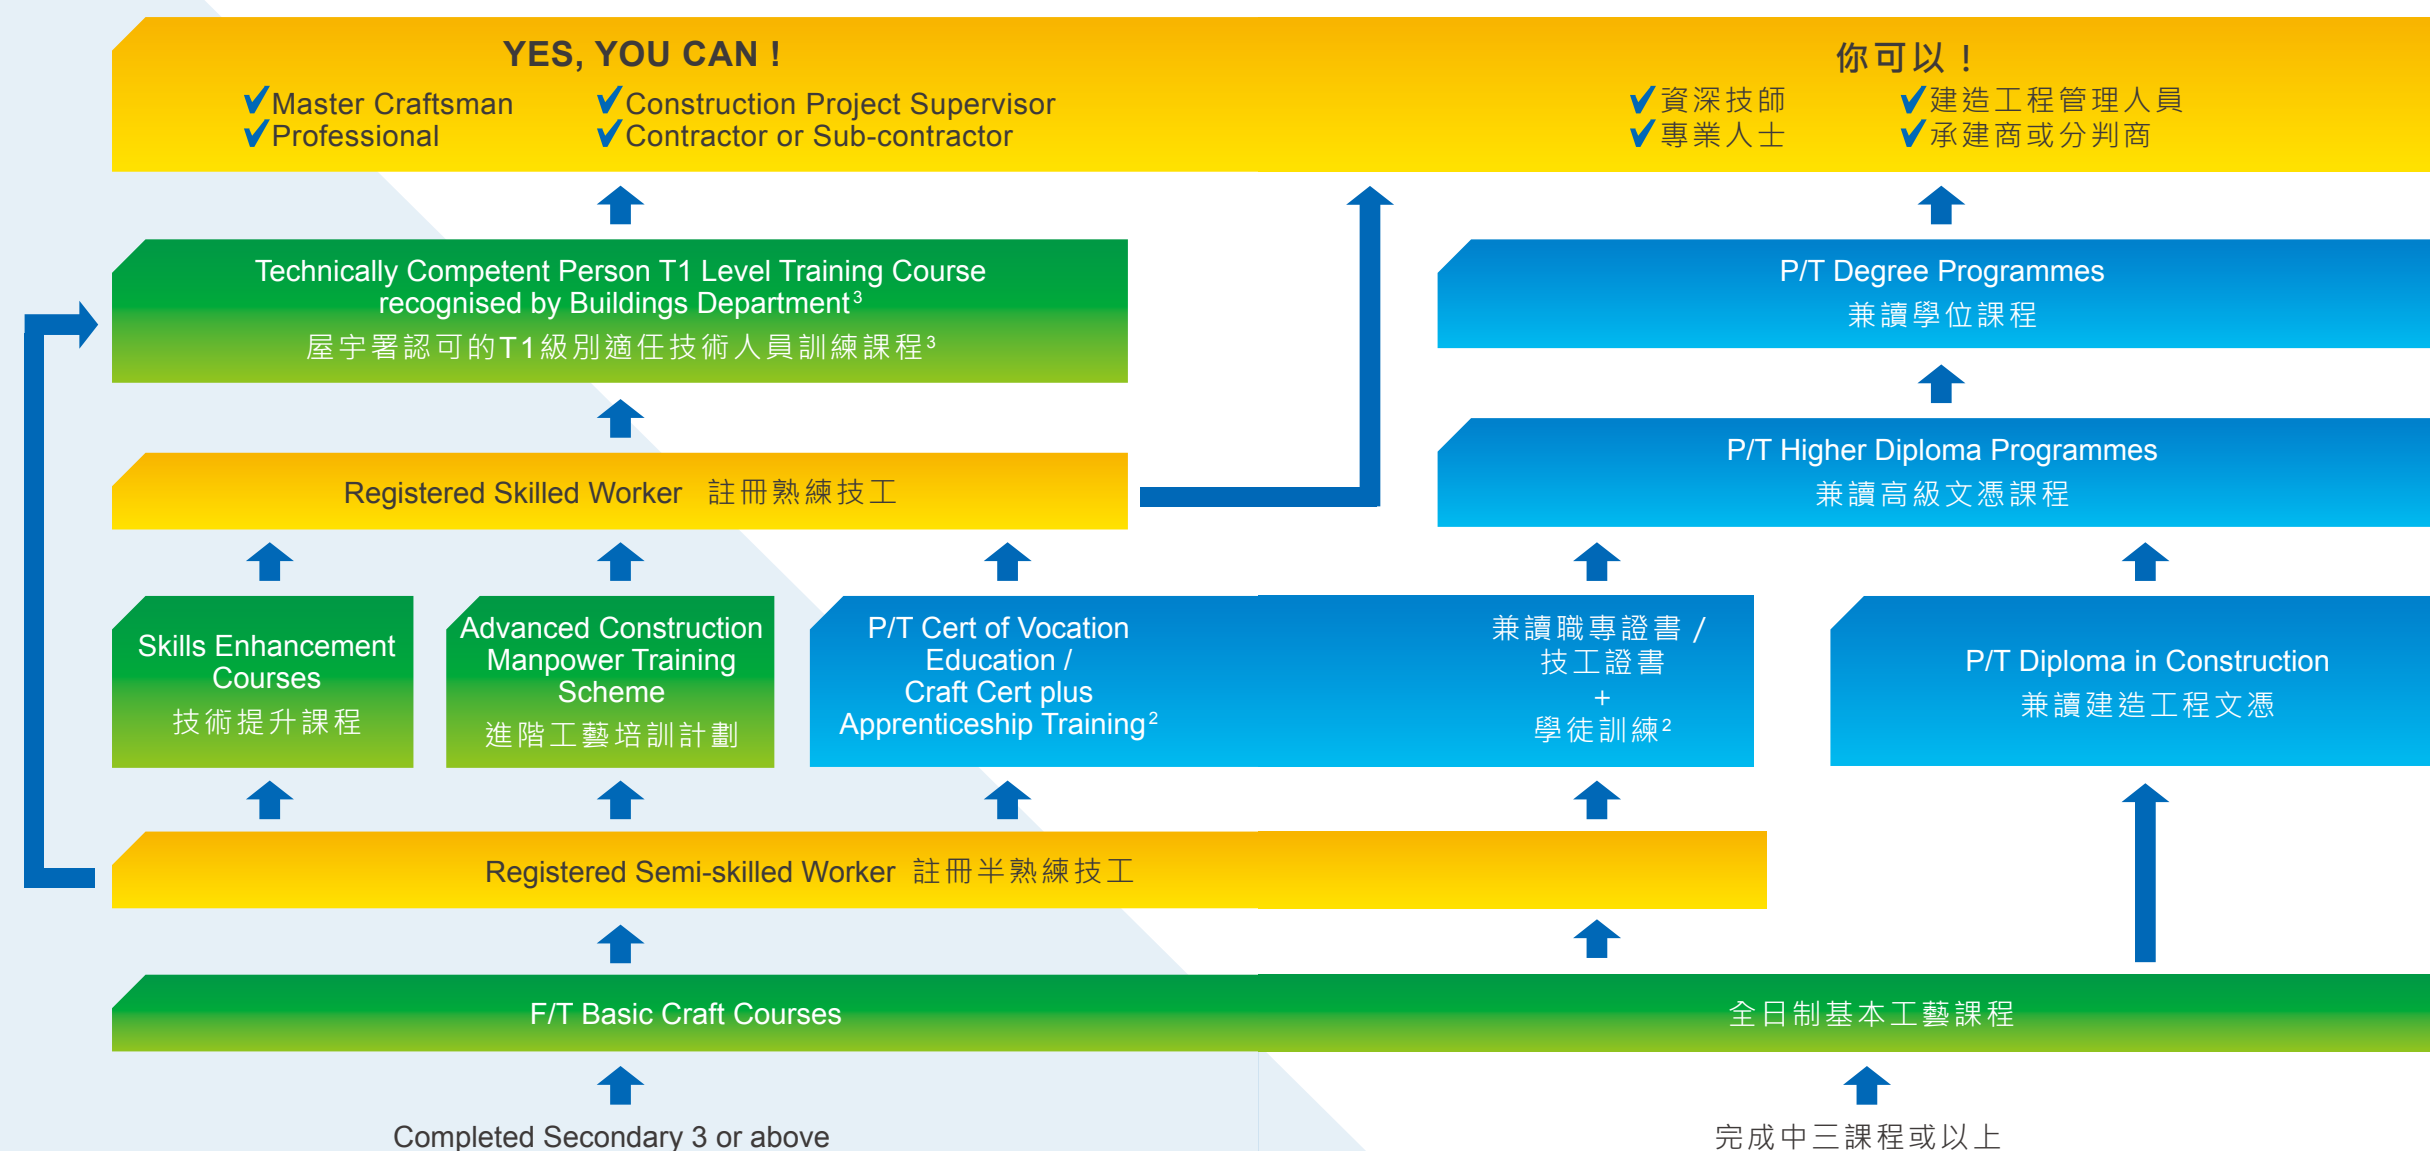 YES, YOU CAN !
Master Craftsman
Construction Project Supervisor
Professional
Contractor or Sub-contractor
你可以！
資深技師
建造工程管理人員
專業人士
承建商或分判商
Technically Competent Person T1 Level Training Course
recognised by Buildings Department³
屋宇署認可的T1級別適任技術人員訓練課程³
P/T Degree Programmes
兼讀學位課程
P/T Higher Diploma Programmes
兼讀高級文憑課程
Registered Skilled Worker 註冊熟練技工
Skills Enhancement
Courses
技術提升課程
Advanced Construction
Manpower Training
Scheme
進階工藝培訓計劃
P/T Cert of Vocation
Education /
Craft Cert plus
Apprenticeship Training²
兼讀職專證書 /
技工證書
+
學徒訓練²
P/T Diploma in Construction
兼讀建造工程文憑
Registered Semi-skilled Worker 註冊半熟練技工
F/T Basic Craft Courses
全日制基本工藝課程
Completed Secondary 3 or above
完成中三課程或以上